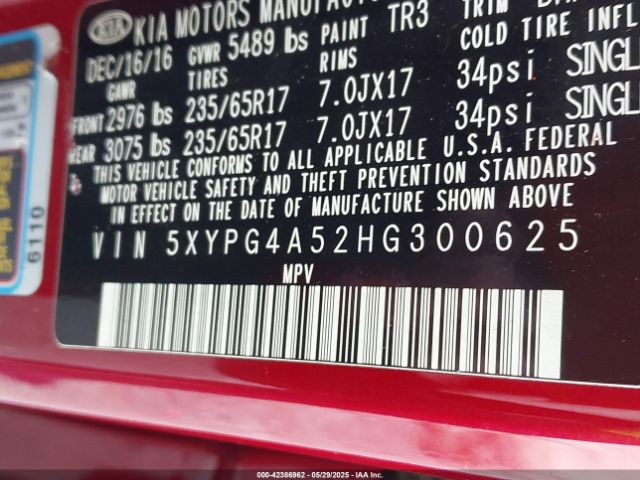 KIA KIA MOTORS
DEC/16/16 GVWR 5489 lbs PAINT TR3 TRIM
GAWR TIRES RIMS COLD TIRE INFL
FRONT 2976 lbs 235/65R17 7.0JX17 34psi SINGL
REAR 3075 lbs 235/65R17 7.0JX17 34psi SINGL
THIS VEHICLE CONFORMS TO ALL APPLICABLE U.S.A. FEDERAL
MOTOR VEHICLE SAFETY AND THEFT PREVENTION STANDARDS
IN EFFECT ON THE DATE OF MANUFACTURE SHOWN ABOVE
VIN 5XYPG4A52HG300625
MPV
6110
000-42386962 — 05/29/2025 — IAA Inc.